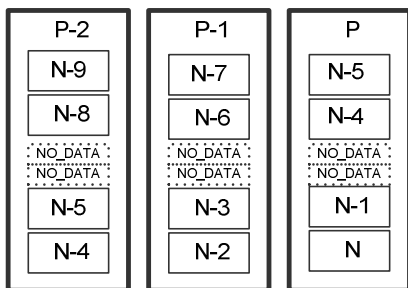 P-2
N-9
N-8
NO_DATA
NO_DATA
N-5
N-4
P-1
N-7
N-6
NO_DATA
NO_DATA
N-3
N-2
P
N-5
N-4
NO_DATA
NO_DATA
N-1
N